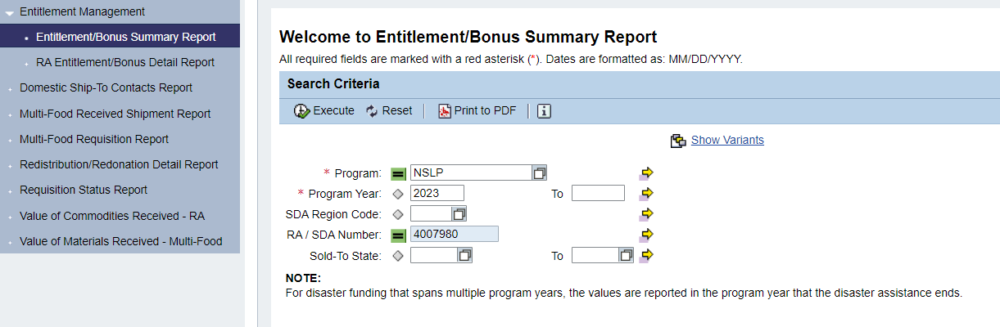 Entitlement Management
Entitlement/Bonus Summary Report
RA Entitlement/Bonus Detail Report
Domestic Ship-To Contacts Report
Multi-Food Received Shipment Report
Multi-Food Requisition Report
Redistribution/Redonation Detail Report
Requisition Status Report
Value of Commodities Received - RA
Value of Materials Received - Multi-Food
Welcome to Entitlement/Bonus Summary Report
All required fields are marked with a red asterisk (*). Dates are formatted as: MM/DD/YYYY.
Search Criteria
Execute Reset Print to PDF
Show Variants
* Program: NSLP
* Program Year: 2023 To
SDA Region Code:
RA / SDA Number: 4007980
Sold-To State: To
NOTE:
For disaster funding that spans multiple program years, the values are reported in the program year that the disaster assistance ends.